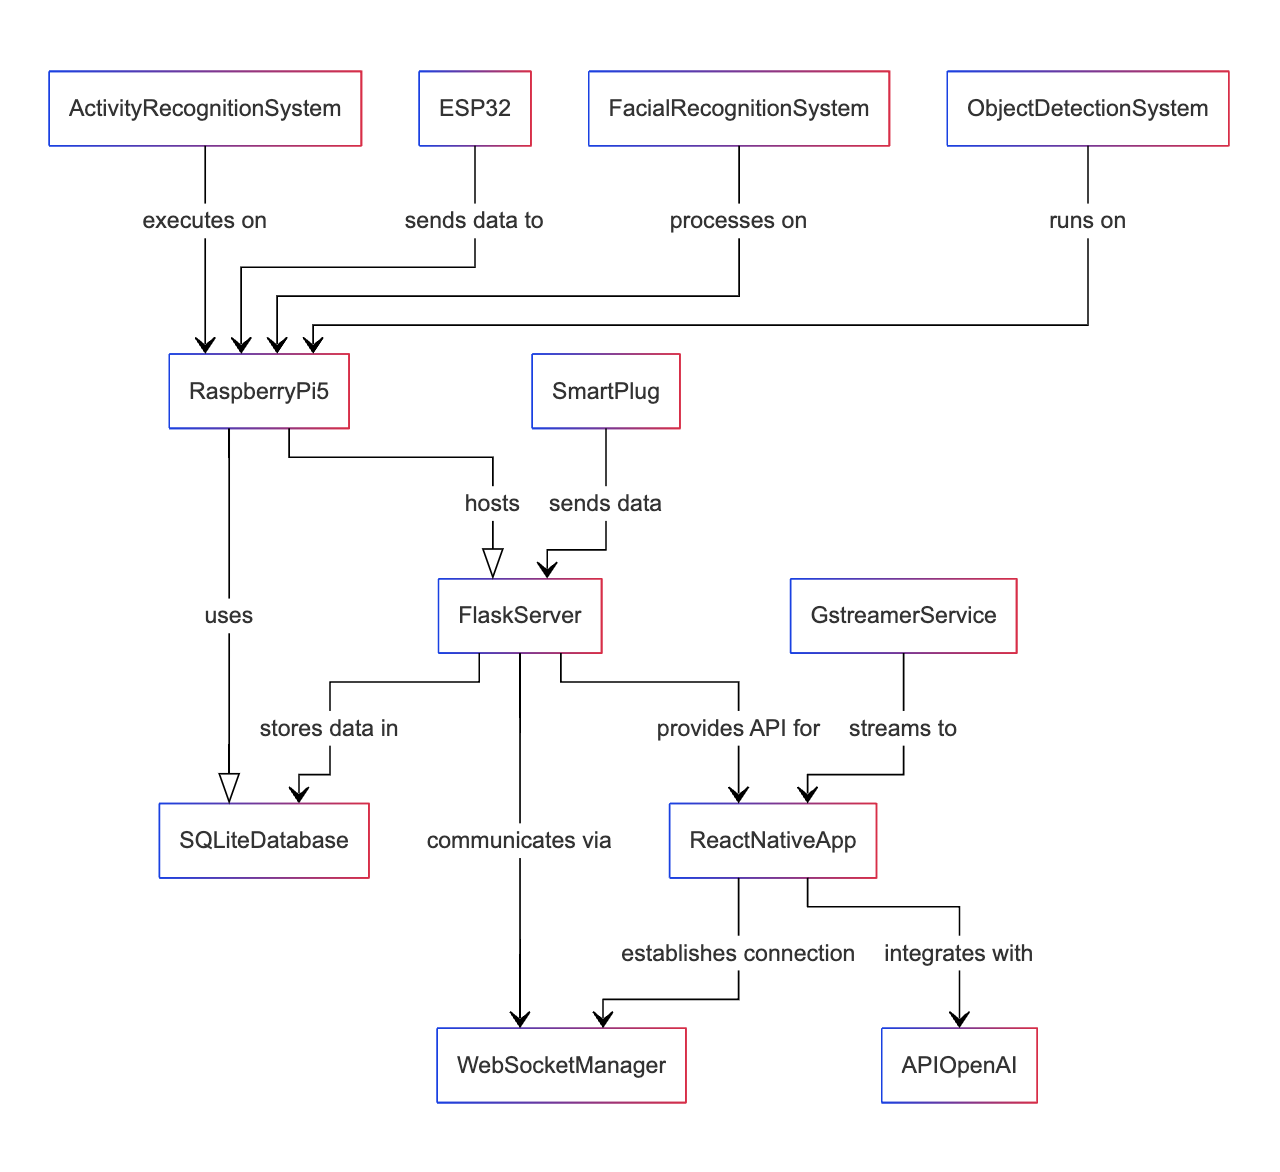 ActivityRecognitionSystem
ESP32
FacialRecognitionSystem
ObjectDetectionSystem
executes on
sends data to
processes on
runs on
RaspberryPi5
SmartPlug
hosts
sends data
uses
FlaskServer
GstreamerService
stores data in
provides API for
streams to
SQLiteDatabase
communicates via
ReactNativeApp
establishes connection
integrates with
WebSocketManager
APIOpenAI